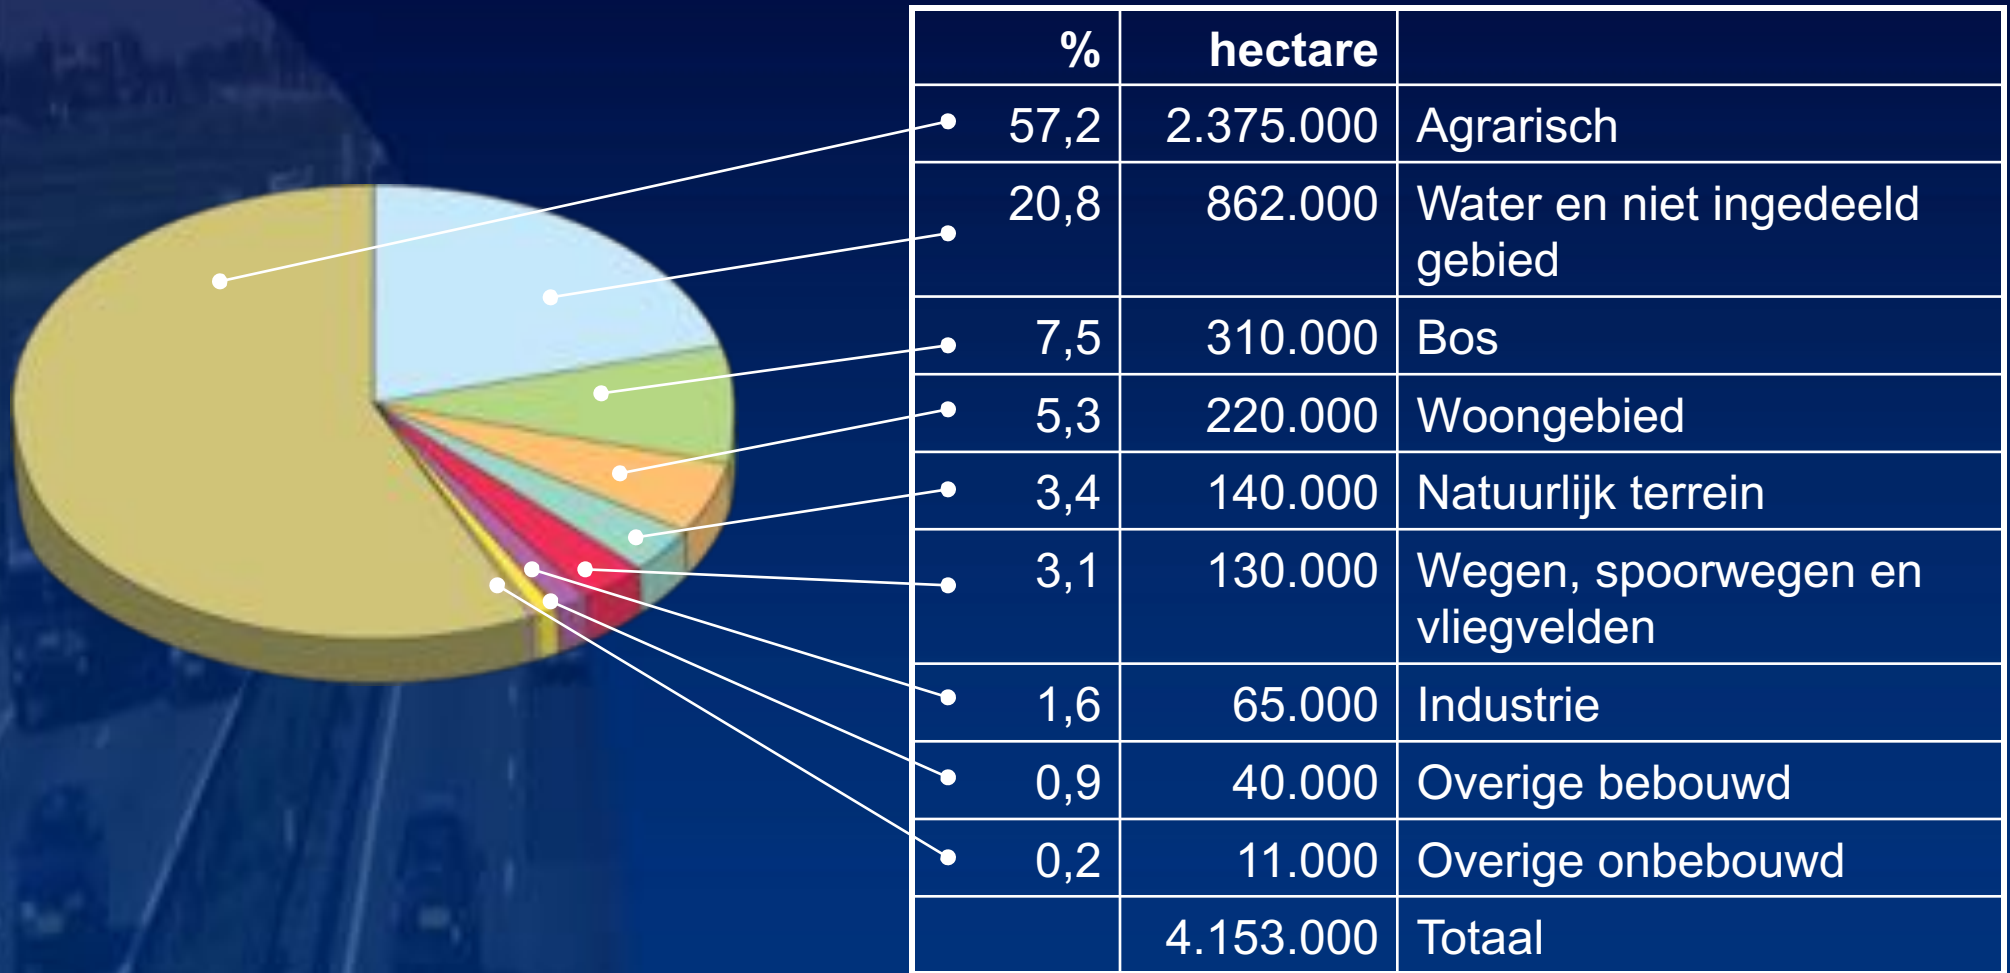 % hectare
57,2 2.375.000 Agrarisch
20,8 862.000 Water en niet ingedeeld
gebied
7,5 310.000 Bos
5,3 220.000 Woongebied
3,4 140.000 Natuurlijk terrein
3,1 130.000 Wegen, spoorwegen en
vliegvelden
1,6 65.000 Industrie
0,9 40.000 Overige bebouwd
0,2 11.000 Overige onbebouwd
4.153.000 Totaal